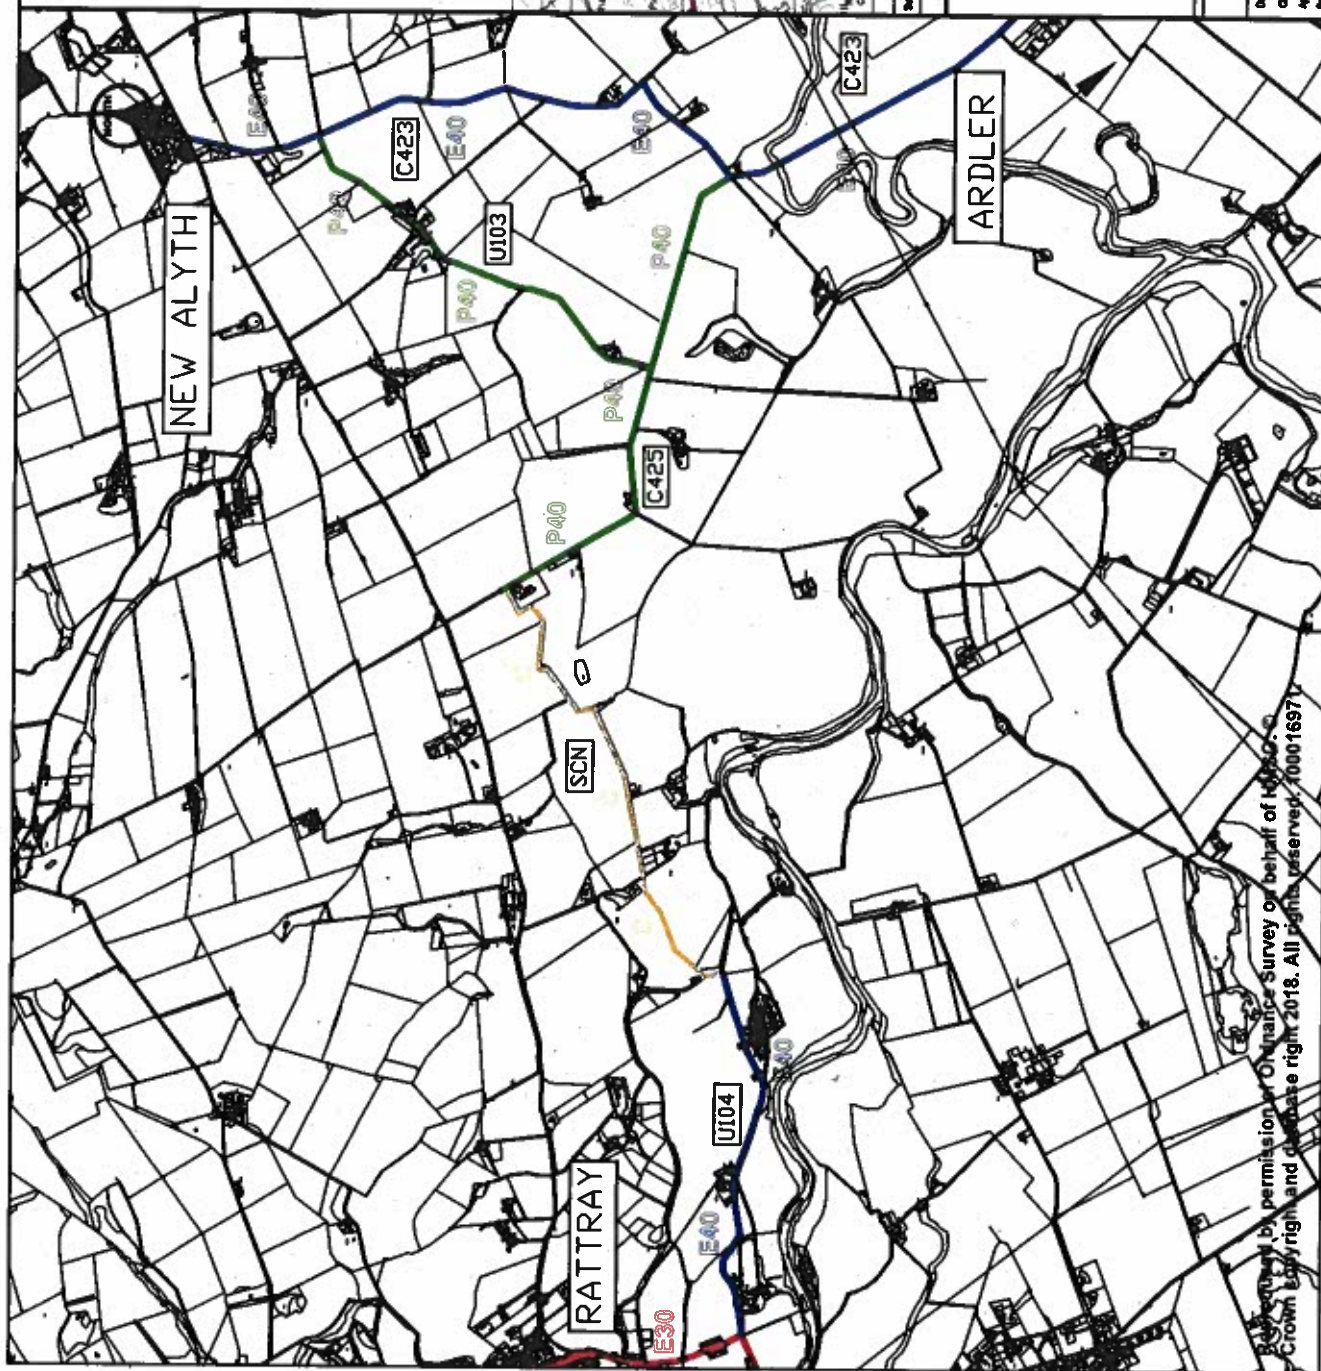 NEW ALYTH
E40
C423
E40
P40
U103
P40
E40
C423
P40
E40
ARDLER
P40
C425
P40
SCN
RATTRAY
U104
E40
E30
by permission of Ordnance Survey on behalf of HMSO. ©
Crown copyright and database right 2018. All rights reserved. 100016971